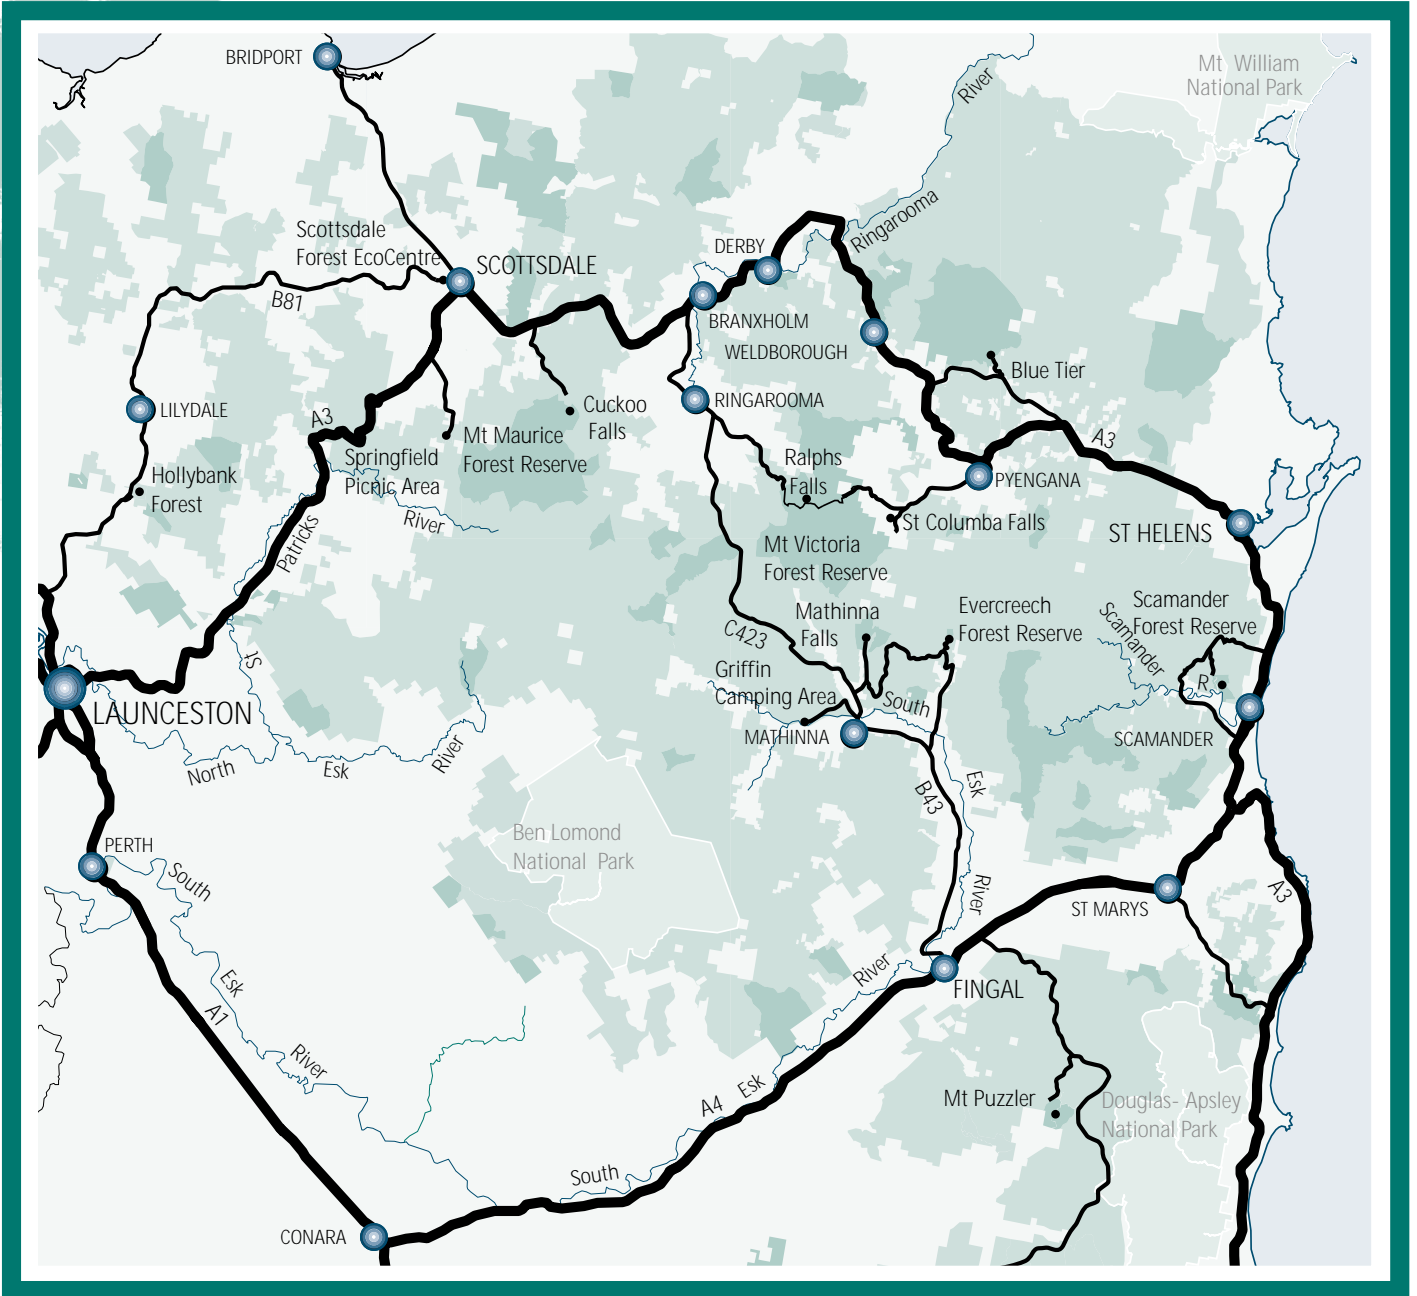 BRIDPORT
Mt William
National Park
River
Ringarooma
Scottsdale
Forest EcoCentre
SCOTTSDALE
DERBY
B81
BRANXHOLM
WELDBOROUGH
Blue Tier
LILYDALE
A3
RINGAROOMA
Cuckoo
Falls
Mt Maurice
Forest Reserve
A3
Springfield
Picnic Area
Ralphs
Falls
PYENGANA
Hollybank
Forest
River
Patricks
St Columba Falls
ST HELENS
Mt Victoria
Forest Reserve
Mathinna
Falls
Evercreech
Forest Reserve
Scamander
Forest Reserve
Scamander
C423
St
Griffin
Camping Area
R
South
LAUNCESTON
MATHINNA
SCAMANDER
North
Esk
River
Esk
B43
Ben Lomond
National Park
PERTH
South
River
ST MARYS
A3
River
Esk
FINGAL
A1
River
Esk
A4
Mt Puzzler
Douglas- Apsley
National Park
South
CONARA